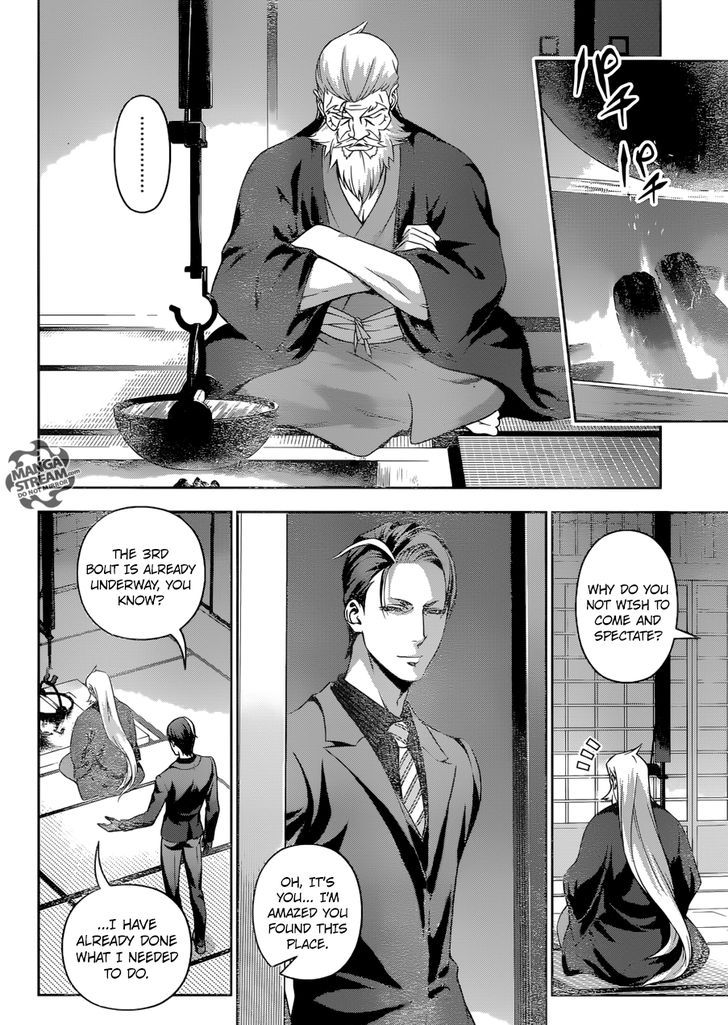 パチ
パチ
………
WHY DO YOU
NOT WISH TO
COME AND
SPECTATE?
OH, IT'S
YOU... I'M
AMAZED YOU
FOUND THIS
PLACE.
THE 3RD
BOUT IS ALREADY
UNDERWAY, YOU
KNOW?
...I HAVE
ALREADY DONE
WHAT I NEEDED
TO DO.
MANGA
STREAM.com
DO NOT MIRROR